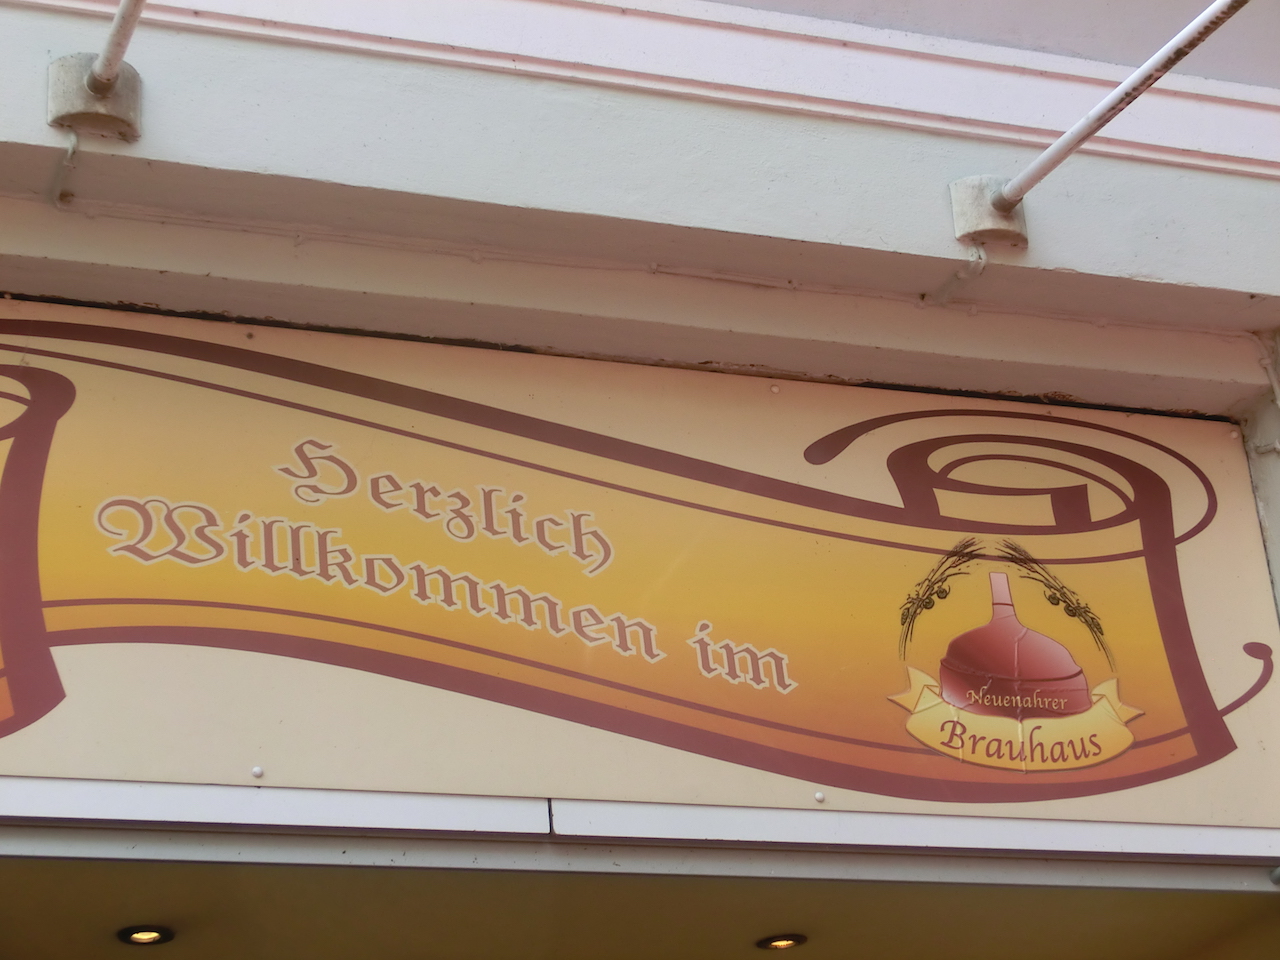 Herzlich
Willkommen im
Neuenahrer
Brauhaus